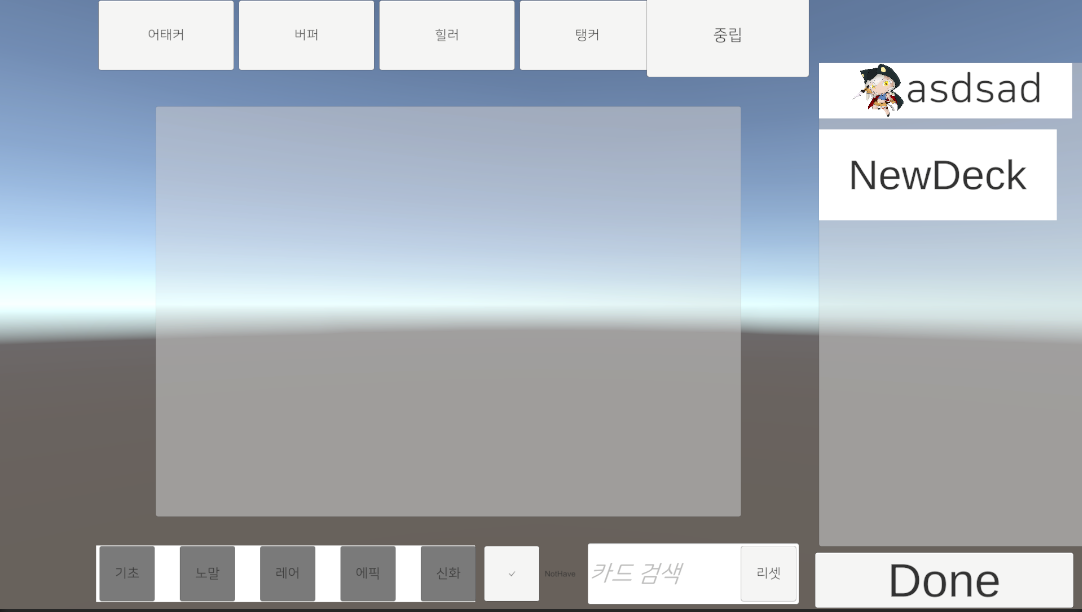 어태커
버퍼
힐러
탱커
중립
asdsad
NewDeck
기초
노말
레어
에픽
신화
✓
NotHave
카드 검색
리셋
Done